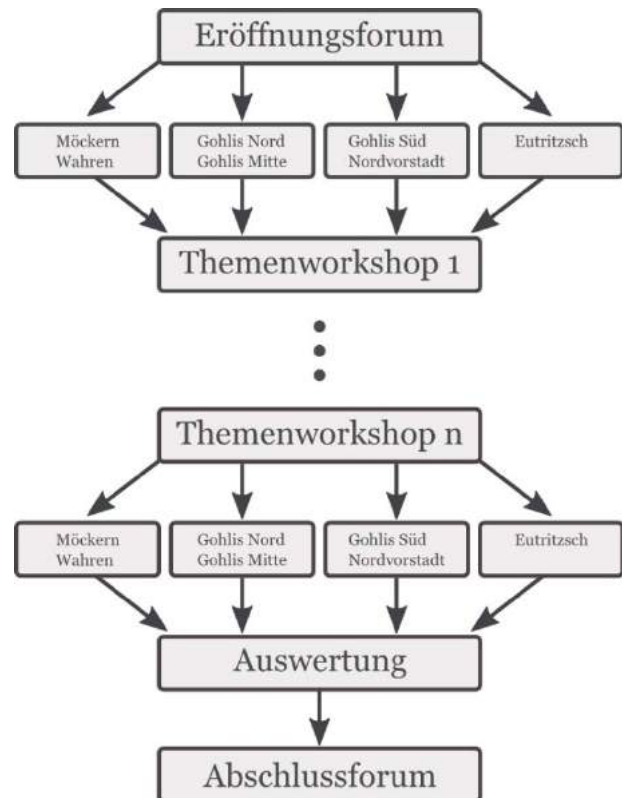 Eröffnungsforum
Möckern
Wahren
Gohlis Nord
Gohlis Mitte
Gohlis Süd
Nordvorstadt
Eutritzsch
Themenworkshop 1
Themenworkshop n
Möckern
Wahren
Gohlis Nord
Gohlis Mitte
Gohlis Süd
Nordvorstadt
Eutritzsch
Auswertung
Abschlussforum